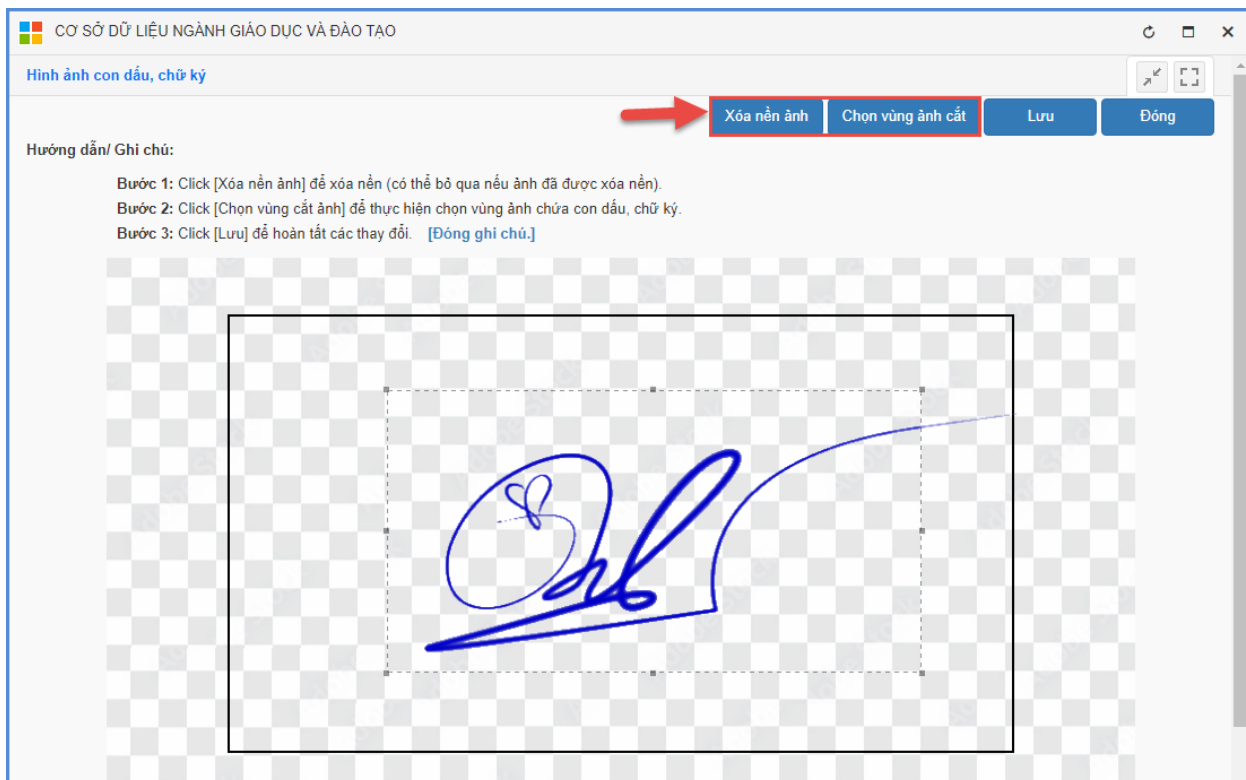 CƠ SỞ DỮ LIỆU NGÀNH GIÁO DỤC VÀ ĐÀO TẠO
Hình ảnh con dấu, chữ ký
Xóa nền ảnh Chọn vùng ảnh cắt Lưu Đóng
Hướng dẫn/ Ghi chú:
Bước 1: Click [Xóa nền ảnh] để xóa nền (có thể bỏ qua nếu ảnh đã được xóa nền).
Bước 2: Click [Chọn vùng cắt ảnh] để thực hiện chọn vùng ảnh chứa con dấu, chữ ký.
Bước 3: Click [Lưu] để hoàn tất các thay đổi. [Đóng ghi chú.]